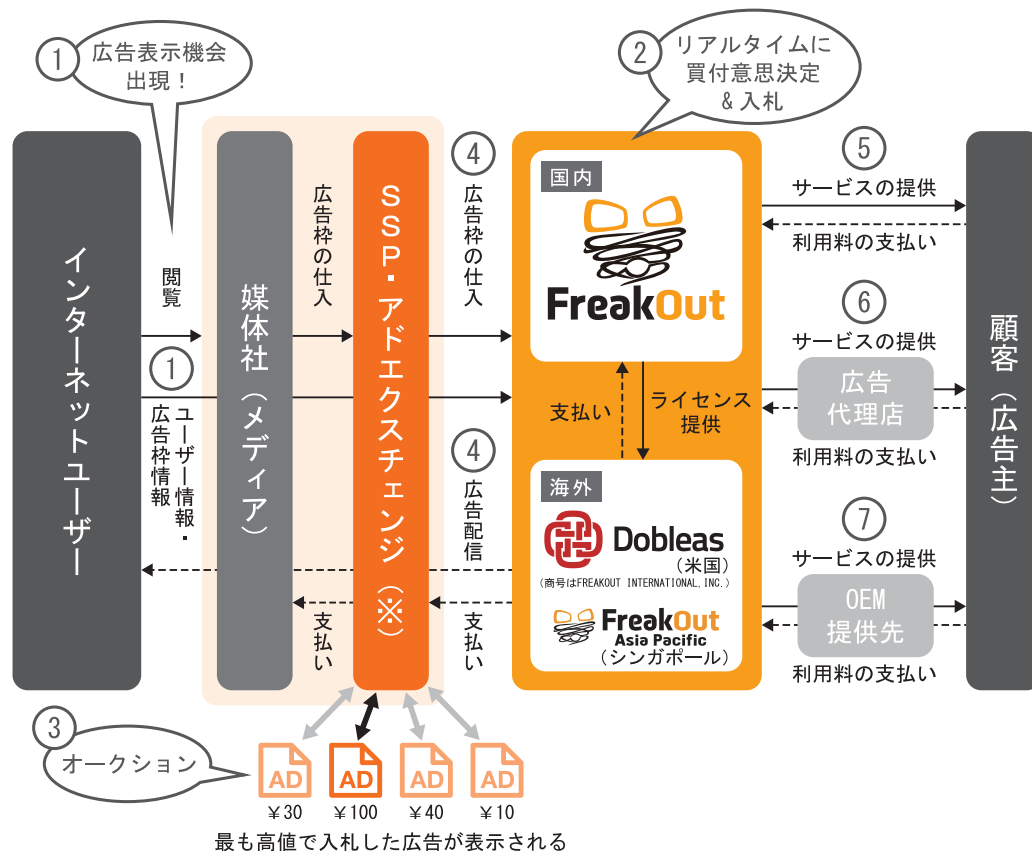 ①
広告表示機会
出現！
②
リアルタイムに
買付意思決定
& 入札
インターネットユーザー
閲覧
①
ユーザー情報・
広告枠情報
媒体社（メディア）
広告枠の仕入
支払い
SSP・アドエクスチェンジ（※）
④
広告枠の仕入
④
広告配信
支払い
国内
FreakOut
支払い
ライセンス
提供
海外
Dobleas
（米国）
（商号はFREAKOUT INTERNATIONAL,INC.）
FreakOut
Asia Pacific
（シンガポール）
⑤
サービスの提供
利用料の支払い
⑥
サービスの提供
広告
代理店
利用料の支払い
⑦
サービスの提供
OEM
提供先
利用料の支払い
顧客（広告主）
③
オークション
AD
AD
AD
AD
￥30
￥100
￥40
￥10
最も高値で入札した広告が表示される